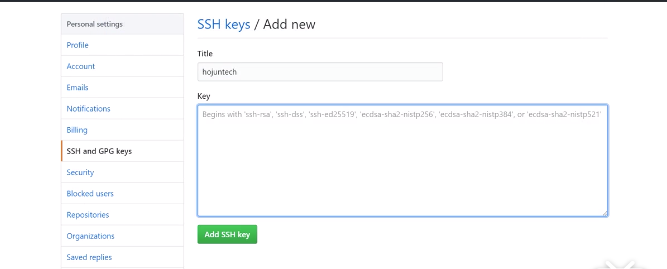 Personal settings
Profile
Account
Emails
Notifications
Billing
SSH and GPG keys
Security
Blocked users
Repositories
Organizations
Saved replies
SSH keys / Add new
Title
hojuntech
Key
Begins with 'ssh-rsa', 'ssh-dss', 'ssh-ed25519', 'ecdsa-sha2-nistp256', 'ecdsa-sha2-nistp384', or 'ecdsa-sha2-nistp521'
Add SSH key